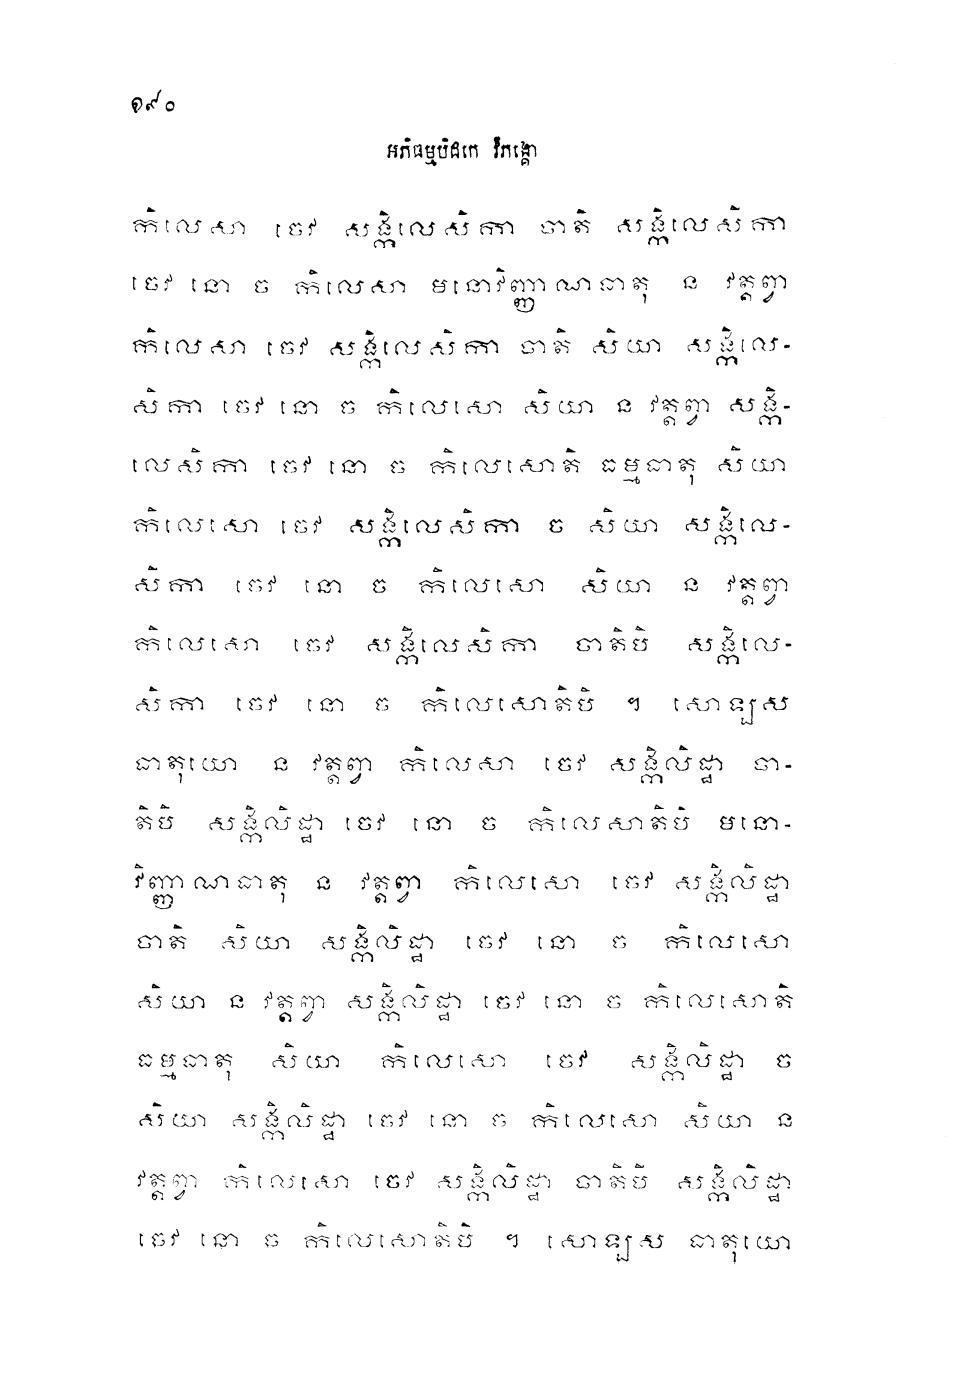 ១៩០
អភិធម្មបិដកេ វិភង្គោ
កិលេសា ចេវ សង្កិលេសិកា ចាតិ សង្កិលេសិកា
ចេវ នោ ច កិលេសា មនោវិញ្ញាណធាតុ ន វត្តព្វា
កិលេសា ចេវ សង្កិលេសិកា ចាតិ សិយា សង្កិលេ-
សិកា ចេវ នោ ច កិលេសោ សិយា ន វត្តព្វា សង្កិ-
លេសិកា ចេវ នោ ច កិលេសោតិ ធម្មធាតុ សិយា
កិលេសោ ចេវ សង្កិលេសិកា ច សិយា សង្កិលេ-
សិកា ចេវ នោ ច កិលេសោ សិយា ន វត្តព្វា
កិលេសោ ចេវ សង្កិលេសិកា ចាតិបិ សង្កិលេ-
សិកា ចេវ នោ ច កិលេសោតិបិ ។ សោឡស
ធាតុយោ ន វត្តព្វា កិលេសា ចេវ សង្កិលិដ្ឋា ចា-
តិបិ សង្កិលិដ្ឋា ចេវ នោ ច កិលេសាតិបិ មនោ-
វិញ្ញាណធាតុ ន វត្តព្វា កិលេសោ ចេវ សង្កិលិដ្ឋា
ចាតិ សិយា សង្កិលិដ្ឋា ចេវ នោ ច កិលេសោ
សិយា ន វត្តព្វា សង្កិលិដ្ឋា ចេវ នោ ច កិលេសោតិ
ធម្មធាតុ សិយា កិលេសោ ចេវ សង្កិលិដ្ឋា ច
សិយា សង្កិលិដ្ឋា ចេវ នោ ច កិលេសោ សិយា ន
វត្តព្វា កិលេសោ ចេវ សង្កិលិដ្ឋា ចាតិបិ សង្កិលិដ្ឋា
ចេវ នោ ច កិលេសោតិបិ ។ សោឡស ធាតុយោ